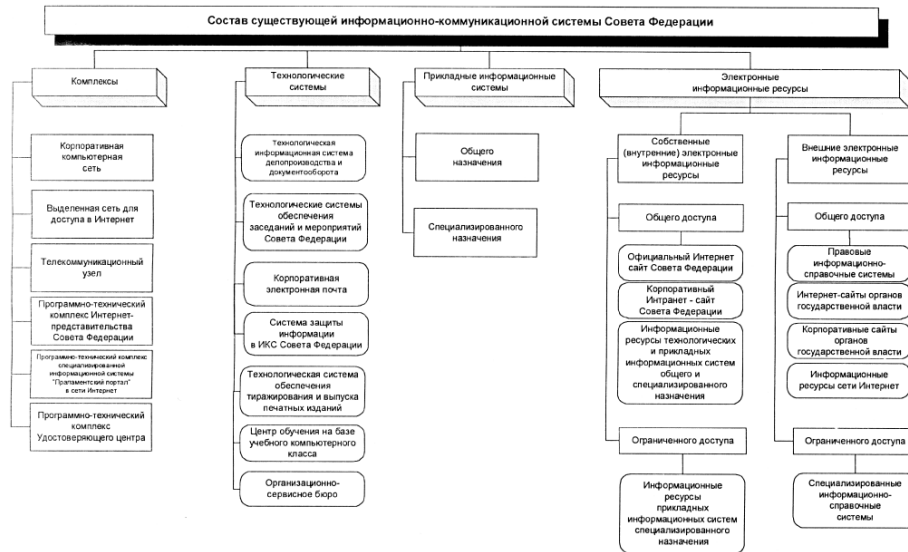 Состав существующей информационно-коммуникационной системы Совета Федерации
Комплексы
Корпоративная
компьютерная
сеть
Выделенная сеть для
доступа в Интернет
Телекоммуникационный
узел
Программно-технический
комплекс Интернет-
представительства
Совета Федерации
Программно-технический комплекс
специализированной
информационной системы
"Парламентский портал"
в сети Интернет
Программно-технический
комплекс
Удостоверяющего центра
Технологические
системы
Технологическая
информационная система
делопроизводства и
документооборота
Технологические системы
обеспечения
заседаний и мероприятий
Совета Федерации
Корпоративная
электронная почта
Система защиты
информации
в ИКС Совета Федерации
Технологическая система
обеспечения
тиражирования и выпуска
печатных изданий
Центр обучения на базе
учебного компьютерного
класса
Организационно-
сервисное бюро
Прикладные информационные
системы
Общего
назначения
Специализированного
назначения
Электронные
информационные ресурсы
Собственные
(внутренние) электронные
информационные
ресурсы
Общего доступа
Официальный Интернет
сайт Совета Федерации
Корпоративный
Интранет - сайт
Совета Федерации
Информационные
ресурсы технологических
и прикладных
информационных систем
общего и
специализированного
назначения
Ограниченного доступа
Информационные
ресурсы
прикладных
информационных систем
специализированного
назначения
Внешние электронные
информационные
ресурсы
Общего доступа
Правовые
информационно-
справочные системы
Интернет-сайты органов
государственной власти
Корпоративные сайты
органов
государственной власти
Информационные
ресурсы сети Интернет
Ограниченного доступа
Специализированные
информационно-
справочные
системы